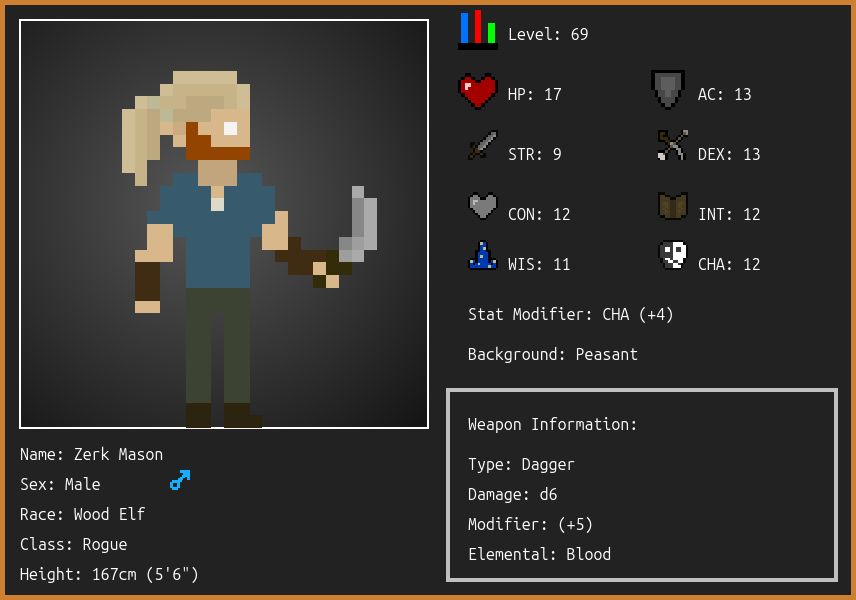 Level: 69
HP: 17
AC: 13
STR: 9
DEX: 13
CON: 12
INT: 12
WIS: 11
CHA: 12
Stat Modifier: CHA (+4)
Background: Peasant
Name: Zerk Mason
Sex: Male
Race: Wood Elf
Class: Rogue
Height: 167cm (5'6")
Weapon Information:
Type: Dagger
Damage: d6
Modifier: (+5)
Elemental: Blood